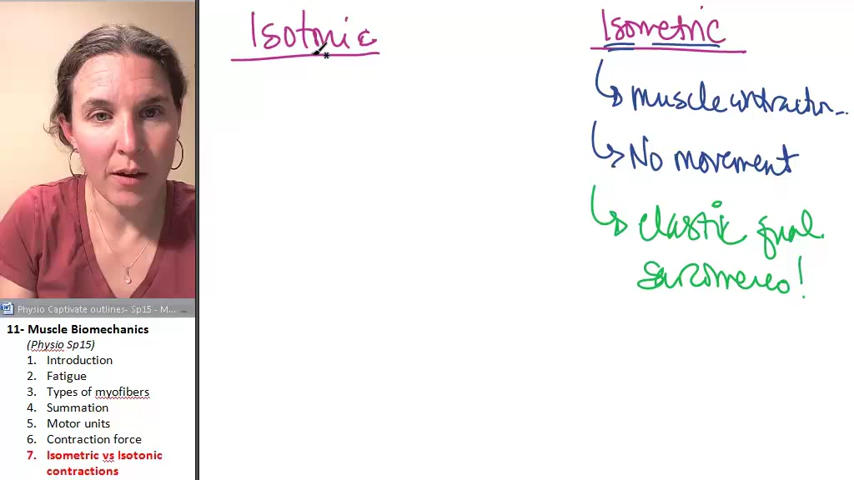 Isotonic
Isometric
muscle contraction..
No movement
elastic qual.
sarcomeres!
Physio Captivate outlines- Sp15 - M...
11- Muscle Biomechanics
(Physio Sp15)
1. Introduction
2. Fatigue
3. Types of myofibers
4. Summation
5. Motor units
6. Contraction force
7. Isometric vs Isotonic
contractions